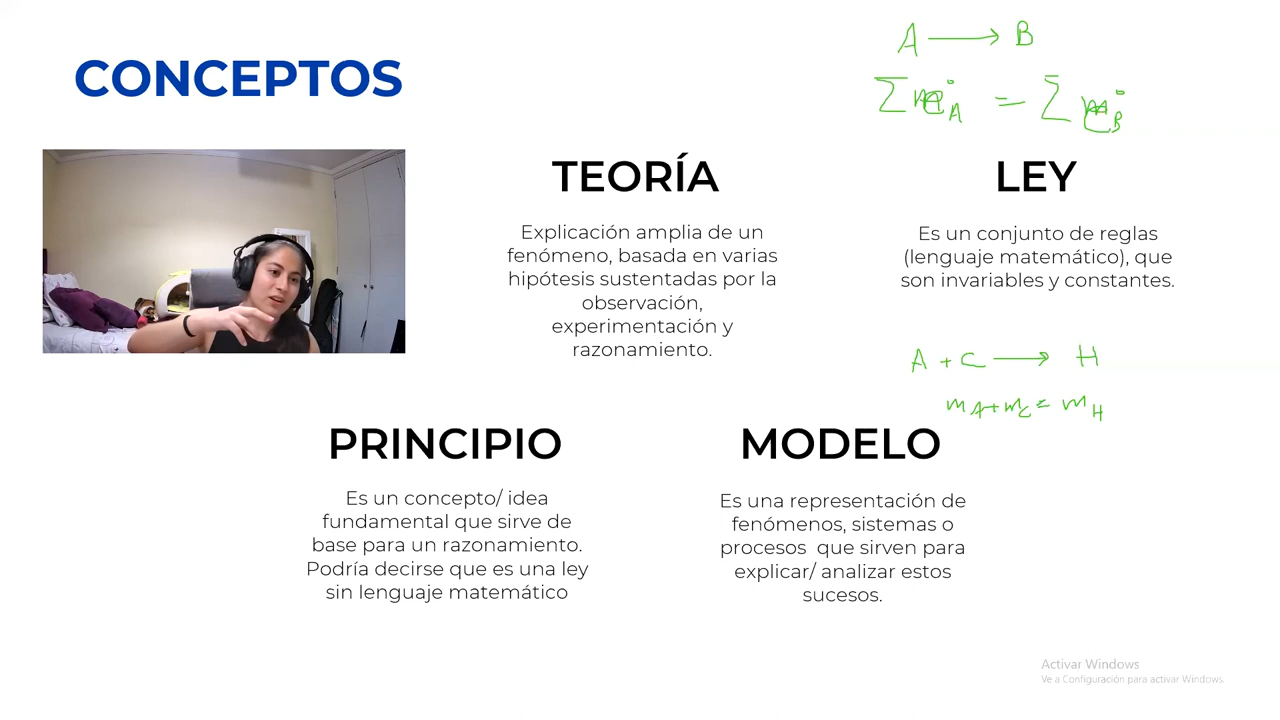 CONCEPTOS
A → B
TEORÍA
Explicación amplia de un
fenómeno, basada en varias
hipótesis sustentadas por la
observación,
experimentación y
razonamiento.
LEY
Es un conjunto de reglas
(lenguaje matemático), que
son invariables y constantes.
A + C → H
mA + mC = mH
PRINCIPIO
Es un concepto/ idea
fundamental que sirve de
base para un razonamiento.
Podría decirse que es una ley
sin lenguaje matemático
MODELO
Es una representación de
fenómenos, sistemas o
procesos que sirven para
explicar/ analizar estos
sucesos.
Activar Windows
Ve a Configuración para activar Windows.